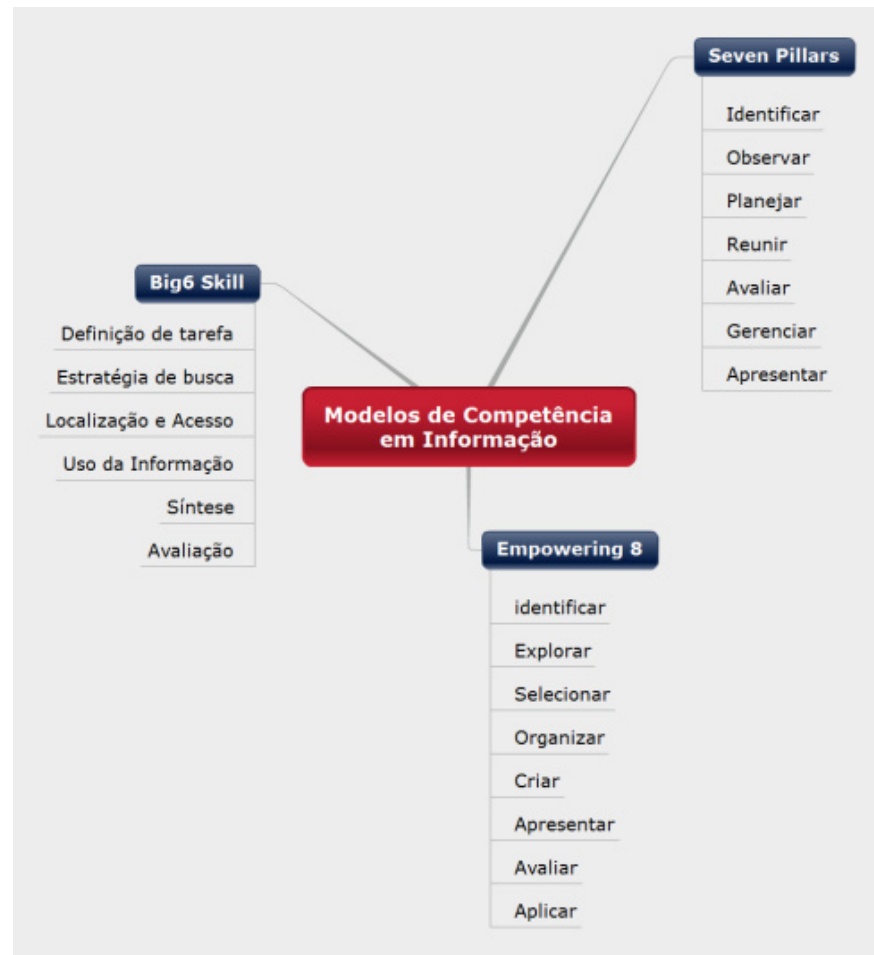 Seven Pillars
Identificar
Observar
Planejar
Reunir
Avaliar
Gerenciar
Apresentar
Big6 Skill
Definição de tarefa
Estratégia de busca
Localização e Acesso
Uso da Informação
Síntese
Avaliação
Modelos de Competência
em Informação
Empowering 8
identificar
Explorar
Selecionar
Organizar
Criar
Apresentar
Avaliar
Aplicar